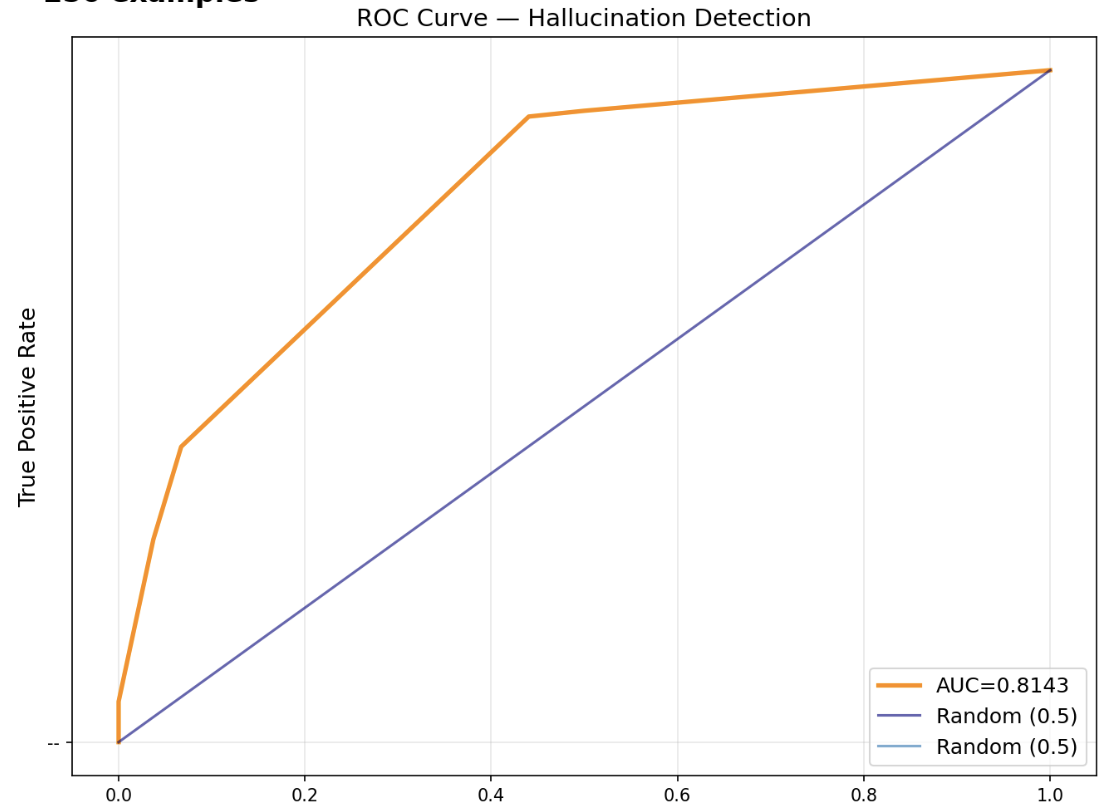 ROC Curve — Hallucination Detection
True Positive Rate
--
0.0 0.2 0.4 0.6 0.8 1.0
AUC=0.8143
Random (0.5)
Random (0.5)